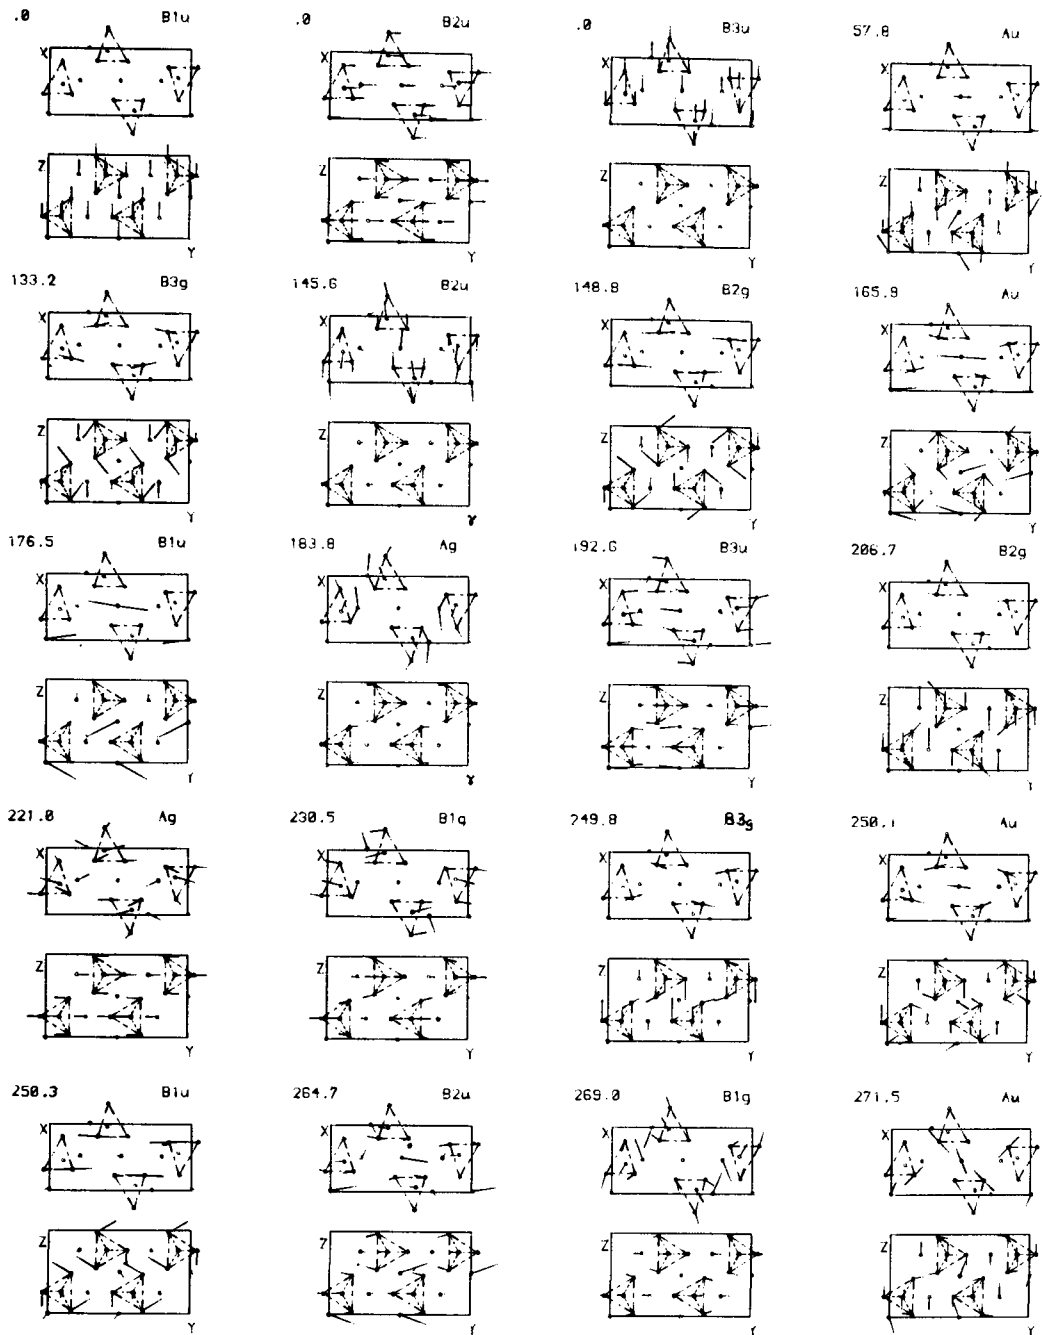 .0 B1u .0 B2u .0 B3u 57.8 Au
X X X X
Z Z Z Z
Y Y Y Y
133.2 B3g 145.6 B2u 148.8 B2g 165.9 Au
X X X X
Z Z Z Z
Y γ Y Y
176.5 B1u 183.8 Ag 192.6 B3u 206.7 B2g
X X X X
Z Z Z Z
Y γ Y Y
221.0 Ag 230.5 B1g 249.8 B3g 250.1 Au
X X X X
Z Z Z Z
Y Y Y Y
250.3 B1u 264.7 B2u 269.0 B1g 271.5 Au
X X X X
Z Z Z Z
Y Y Y Y